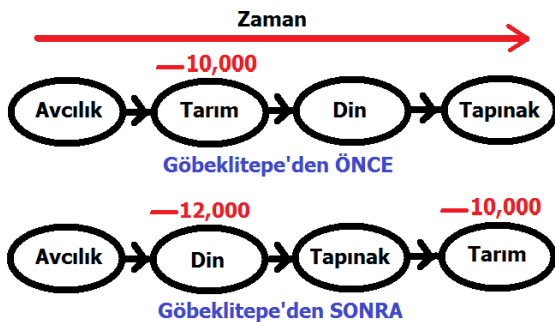 Zaman
—10,000
Avcılık Tarım Din Tapınak
Göbeklitepe'den ÖNCE
—12,000 —10,000
Avcılık Din Tapınak Tarım
Göbeklitepe'den SONRA